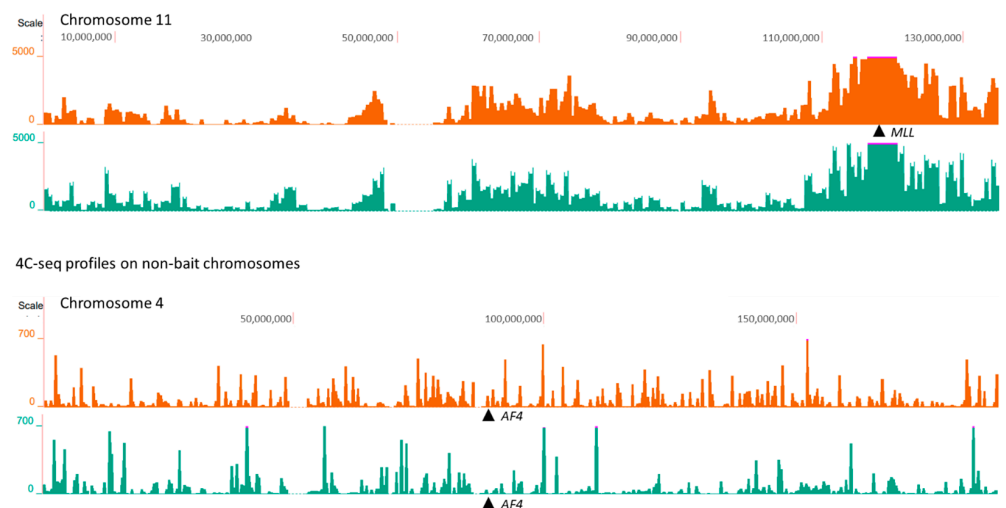 Scale
Chromosome 11
:
10,000,000
30,000,000
50,000,000
70,000,000
90,000,000
110,000,000
130,000,000
5000
0
MLL
5000
0
4C-seq profiles on non-bait chromosomes
Scale
Chromosome 4
50,000,000
100,000,000
150,000,000
700
0
AF4
700
0
AF4